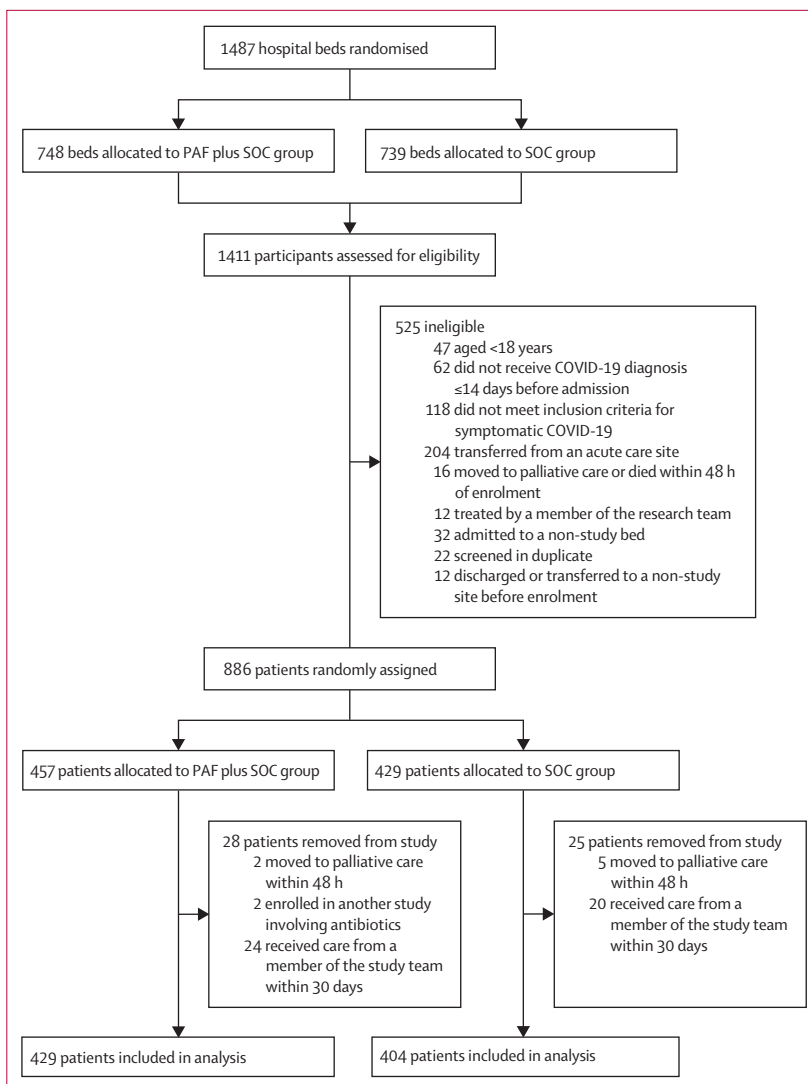 1487 hospital beds randomised
748 beds allocated to PAF plus SOC group
739 beds allocated to SOC group
1411 participants assessed for eligibility
525 ineligible
47 aged <18 years
62 did not receive COVID-19 diagnosis
≤14 days before admission
118 did not meet inclusion criteria for
symptomatic COVID-19
204 transferred from an acute care site
16 moved to palliative care or died within 48 h
of enrolment
12 treated by a member of the research team
32 admitted to a non-study bed
22 screened in duplicate
12 discharged or transferred to a non-study
site before enrolment
886 patients randomly assigned
457 patients allocated to PAF plus SOC group
429 patients allocated to SOC group
28 patients removed from study
2 moved to palliative care
within 48 h
2 enrolled in another study
involving antibiotics
24 received care from a
member of the study team
within 30 days
25 patients removed from study
5 moved to palliative care
within 48 h
20 received care from a
member of the study team
within 30 days
429 patients included in analysis
404 patients included in analysis